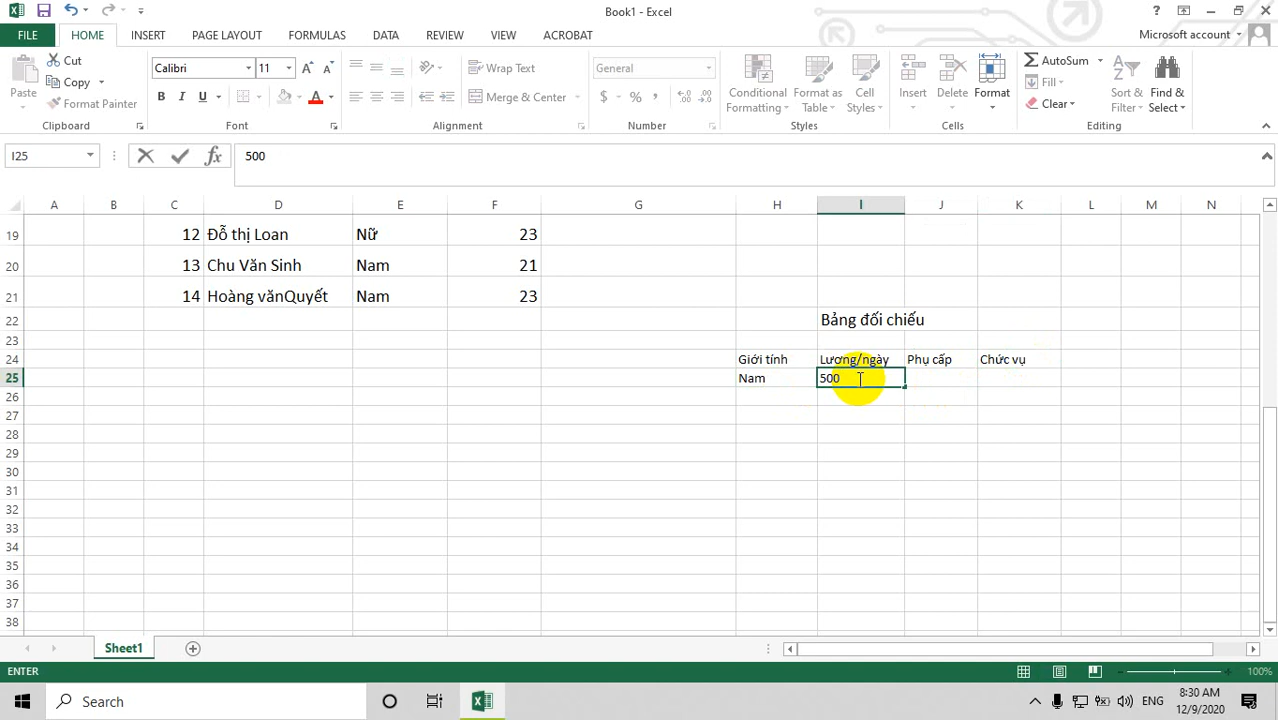 Book1 - Excel
?
FILE HOME INSERT PAGE LAYOUT FORMULAS DATA REVIEW VIEW ACROBAT Microsoft account
Paste Cut Copy Format Painter Clipboard
Calibri 11 B I U A Font
Wrap Text Merge & Center Alignment
General $ % , Number
Conditional Formatting Format as Table Cell Styles Styles
Insert Delete Format Cells
AutoSum Fill Clear Sort & Filter Find & Select Editing
I25 fx 500
A B C D E F G H I J K L M N
19 12 Đỗ thị Loan Nữ 23
20 13 Chu Văn Sinh Nam 21
21 14 Hoàng vănQuyết Nam 23
22 Bảng đối chiếu
23
24 Giới tính Lương/ngày Phụ cấp Chức vụ
25 Nam 500
26
27
28
29
30
31
32
33
34
35
36
37
38
Sheet1
ENTER 100%
Search ENG 8:30 AM
12/9/2020